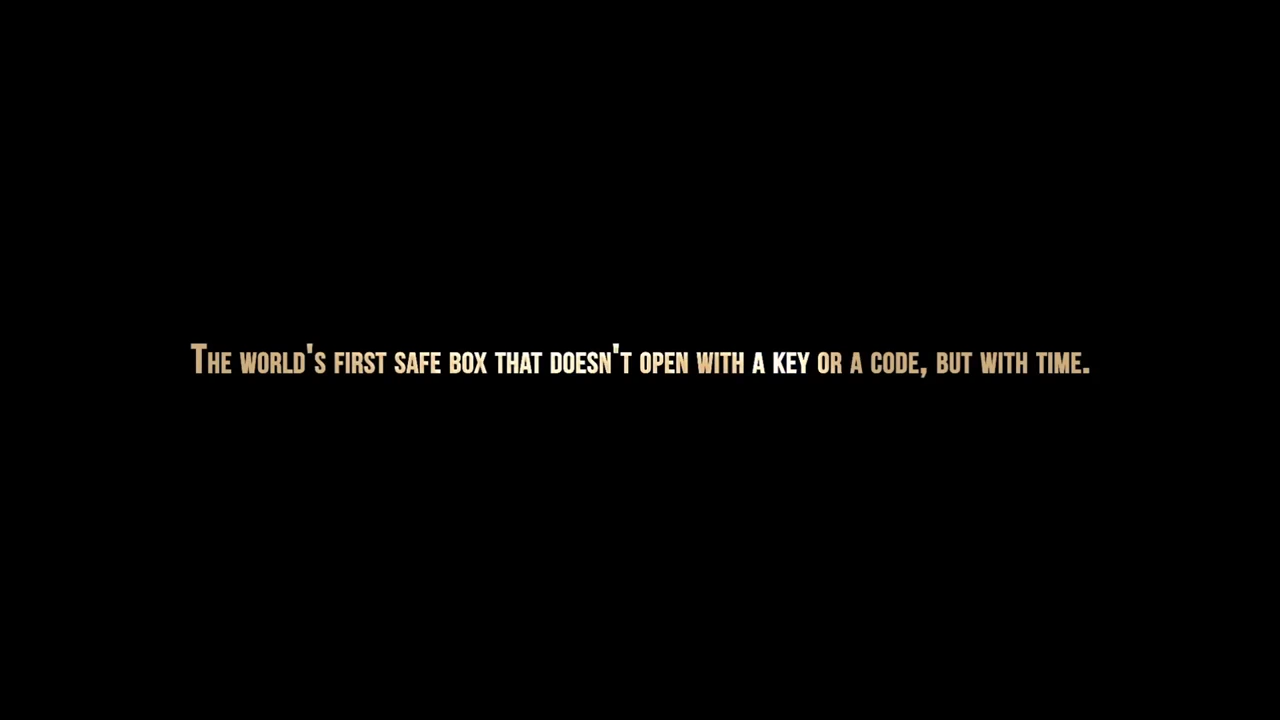 The world's first safe box that doesn't open with a key or a code, but with time.